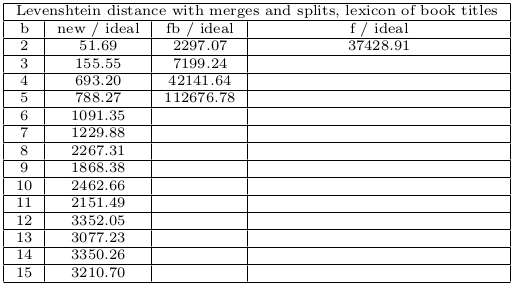 Levenshtein distance with merges and splits, lexicon of book titles
b new / ideal fb / ideal f / ideal
2 51.69 2297.07 37428.91
3 155.55 7199.24
4 693.20 42141.64
5 788.27 112676.78
6 1091.35
7 1229.88
8 2267.31
9 1868.38
10 2462.66
11 2151.49
12 3352.05
13 3077.23
14 3350.26
15 3210.70